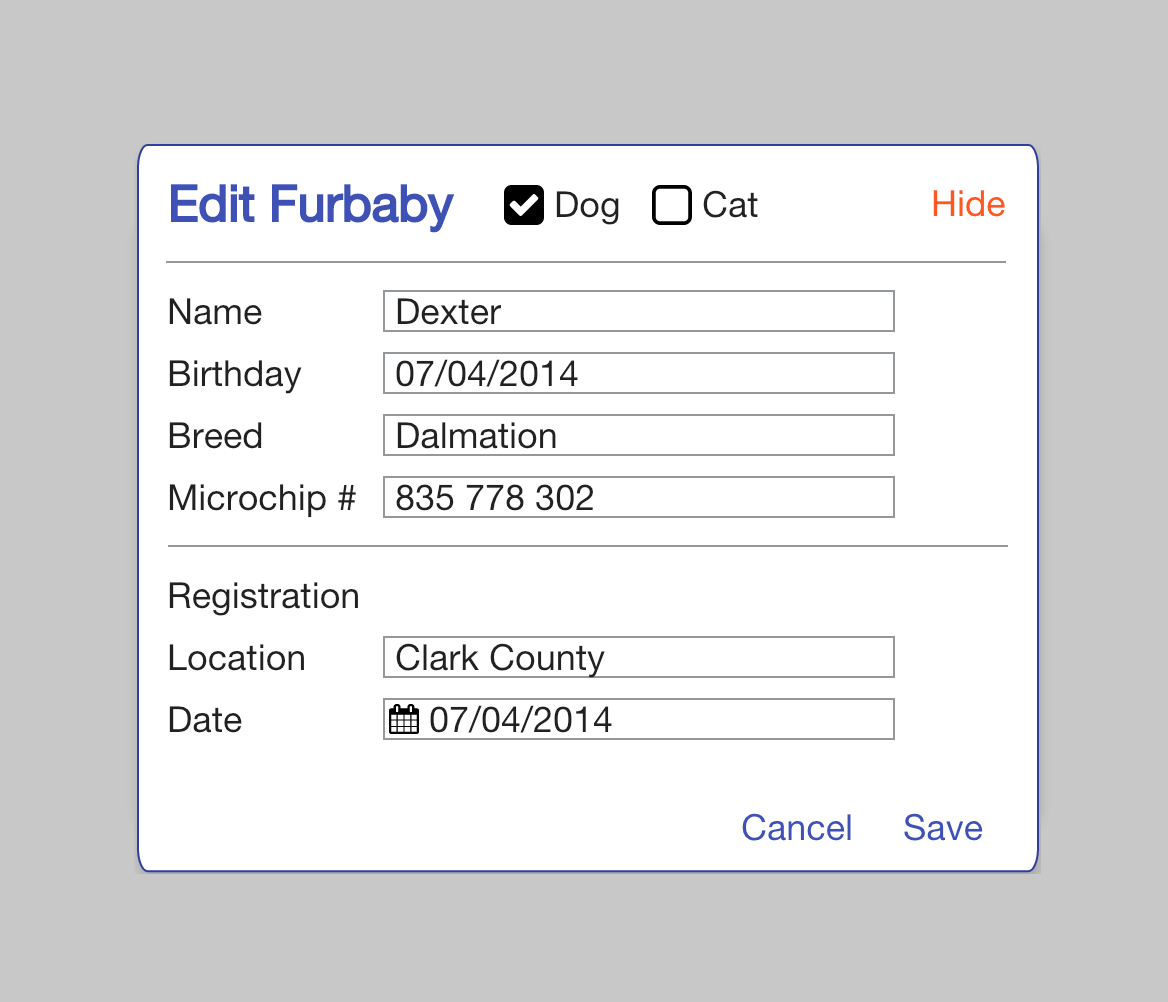 Edit Furbaby Dog Cat Hide
Name Dexter
Birthday 07/04/2014
Breed Dalmation
Microchip # 835 778 302
Registration
Location Clark County
Date 07/04/2014
Cancel Save